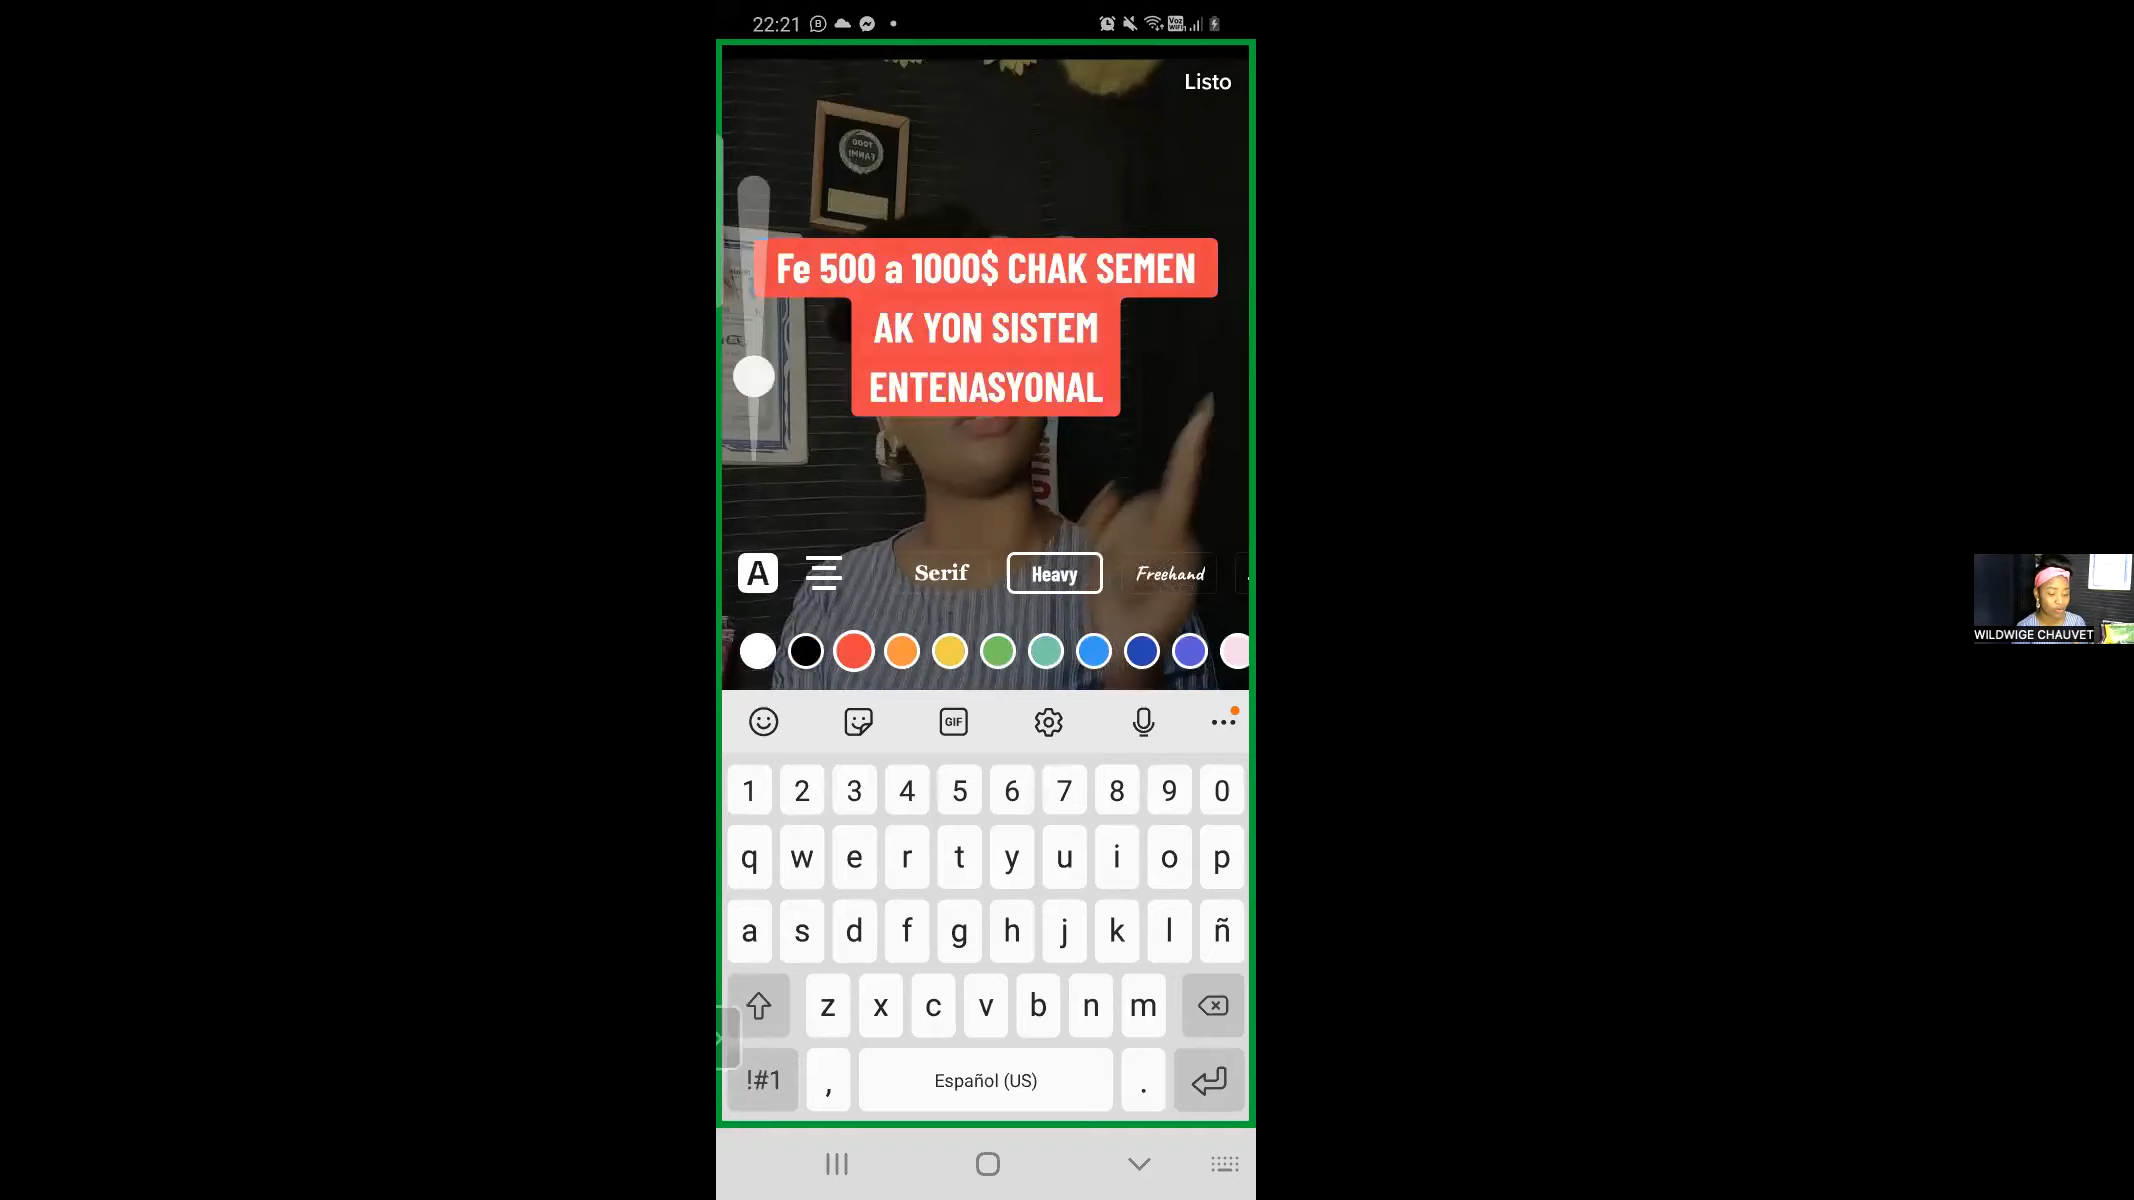 22:21
Listo
Fe 500 a 1000$ CHAK SEMEN
AK YON SISTEM
ENTENASYONAL
A
Serif
Heavy
Freehand
GIF
1 2 3 4 5 6 7 8 9 0
q w e r t y u i o p
a s d f g h j k l ñ
z x c v b n m
!#1 , Español (US) .
WILDWIGE CHAUVET